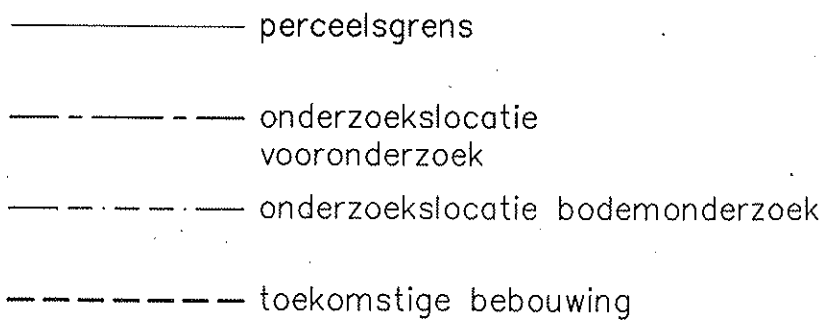 perceelsgrens
onderzoekslocatie
vooronderzoek
onderzoekslocatie bodemonderzoek
toekomstige bebouwing